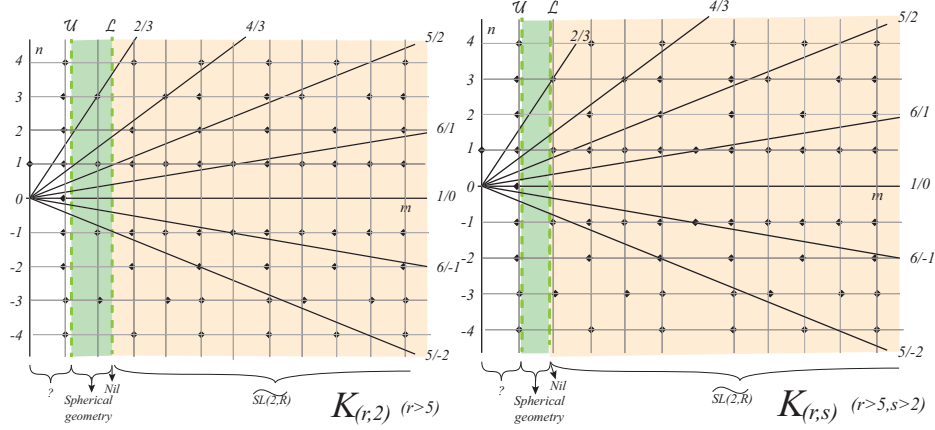 U L 2/3 4/3 5/2
n
4
3
2
6/1
1
0 m 1/0
-1
-2 6/-1
-3
-4
5/-2
? Nil
Spherical geometry SL(2,R)
K(r,2) (r>5)
U L 4/3 5/2
n 2/3
4
3
2
6/1
1
0 m 1/0
-1
-2 6/-1
-3
-4
5/-2
? Nil
Spherical geometry SL(2,R)
K(r,s) (r>5,s>2)